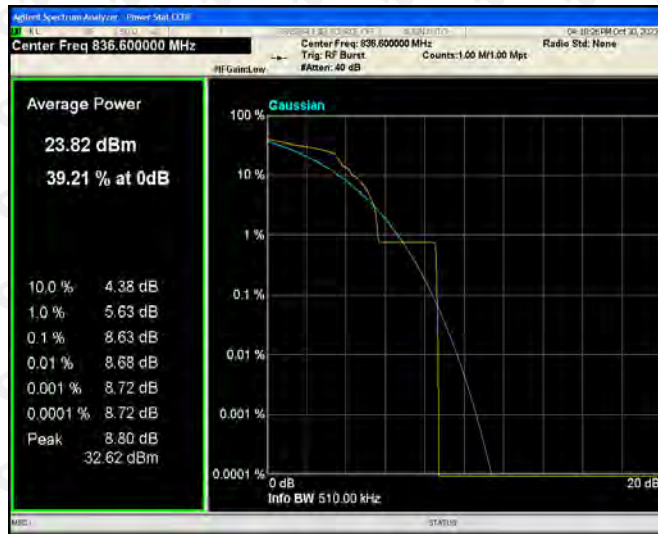 Agilent Spectrum Analyzer - Power Stat CCDF
Center Freq 836.600000 MHz
Center Freq: 836.600000 MHz
Radio Std: None
Trig: RF Burst
Counts:1.00 M/1.00 Mpt
#IFGain:Low
#Atten: 40 dB
Average Power
23.82 dBm
39.21 % at 0dB
10.0 % 4.38 dB
1.0 % 5.63 dB
0.1 % 8.63 dB
0.01 % 8.68 dB
0.001 % 8.72 dB
0.0001 % 8.72 dB
Peak 8.80 dB
32.62 dBm
Gaussian
100 %
10 %
1 %
0.1 %
0.01 %
0.001 %
0.0001 %
0 dB
20 dB
Info BW 510.00 kHz
MSG
STATUS